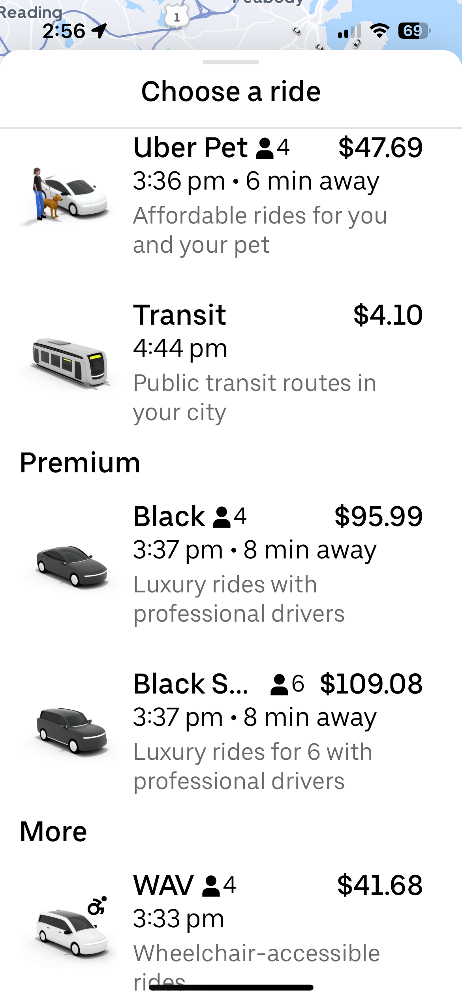 Reading
Peabody
1
2:56
69
Choose a ride
Uber Pet 4 $47.69
3:36 pm • 6 min away
Affordable rides for you
and your pet
Transit $4.10
4:44 pm
Public transit routes in
your city
Premium
Black 4 $95.99
3:37 pm • 8 min away
Luxury rides with
professional drivers
Black S... 6 $109.08
3:37 pm • 8 min away
Luxury rides for 6 with
professional drivers
More
WAV 4 $41.68
3:33 pm
Wheelchair-accessible
rides